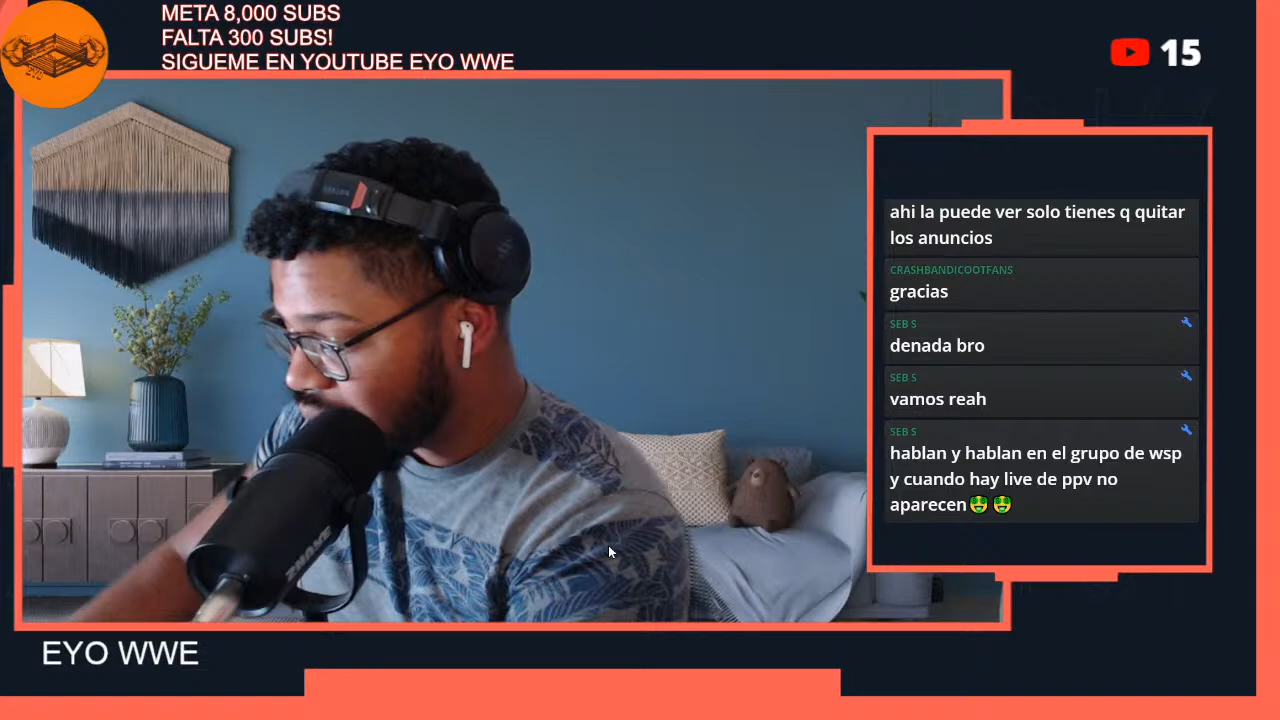 META 8,000 SUBS
FALTA 300 SUBS!
SIGUEME EN YOUTUBE EYO WWE
15
ahi la puede ver solo tienes q quitar
los anuncios
CRASHBANDICOOTFANS
gracias
SEB S
denada bro
SEB S
vamos reah
SEB S
hablan y hablan en el grupo de wsp
y cuando hay live de ppv no
aparecen🤑 🤑
SHURE
EYO WWE